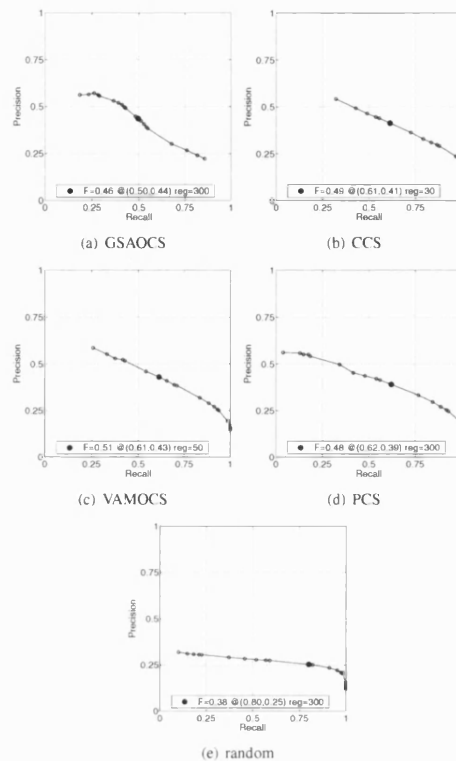 1
0.75
0.5
0.25
0
Precision
F=0.46 @(0.50,0.44) reg=300
0.25 0.5 0.75 1
Recall
(a) GSAOCS
1
0.75
0.5
0.25
0
Precision
F=0.49 @(0.61,0.41) reg=30
0.25 0.5 0.75
Recall
(b) CCS
1
0.75
0.5
0.25
0
Precision
F=0.51 @(0.61,0.43) reg=50
0.25 0.5 0.75 1
Recall
(c) VAMOCS
1
0.75
0.5
0.25
0
Precision
F=0.48 @(0.62,0.39) reg=300
0.25 0.5 0.75
Recall
(d) PCS
1
0.75
0.5
0.25
0
Precision
F=0.38 @(0.80,0.25) reg=300
0.25 0.5 0.75 1
Recall
(e) random